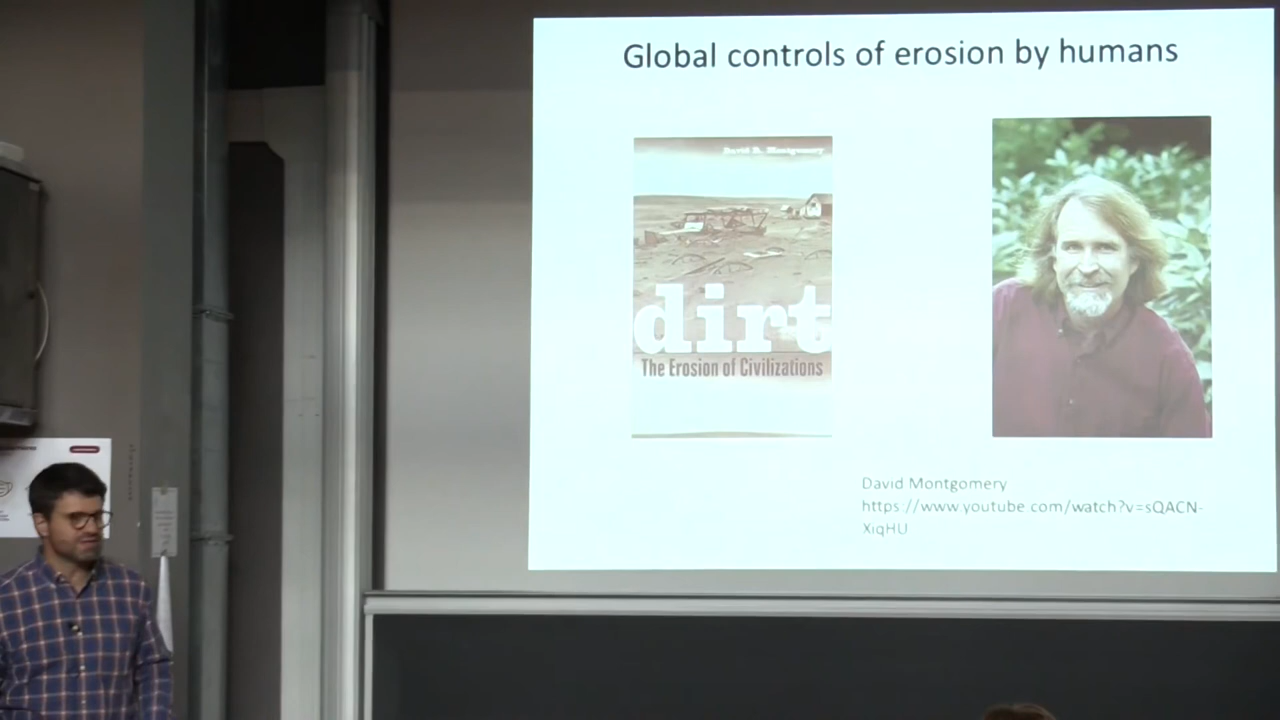 Global controls of erosion by humans
David R. Montgomery
dirt
The Erosion of Civilizations
David Montgomery
https://www.youtube.com/watch?v=sQACN-
XiqHU